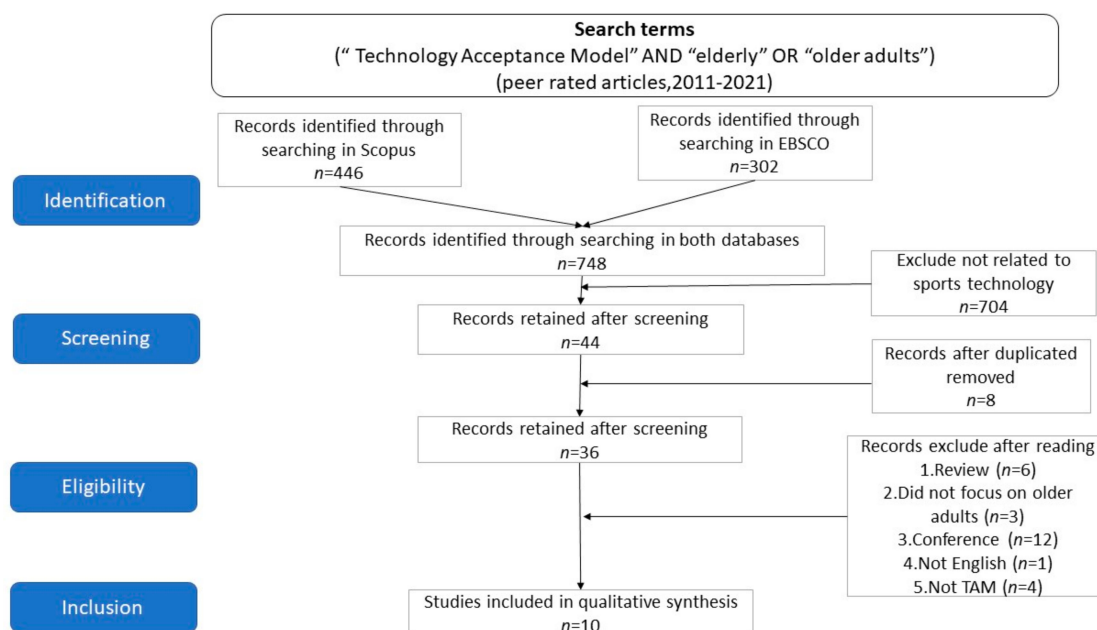 Search terms
(“ Technology Acceptance Model” AND “elderly” OR “older adults”)
(peer rated articles,2011-2021)
Records identified through
searching in Scopus
n=446
Records identified through
searching in EBSCO
n=302
Identification
Records identified through searching in both databases
n=748
Exclude not related to
sports technology
n=704
Screening
Records retained after screening
n=44
Records after duplicated
removed
n=8
Records retained after screening
n=36
Eligibility
Records exclude after reading
1.Review (n=6)
2.Did not focus on older
adults (n=3)
3.Conference (n=12)
4.Not English (n=1)
5.Not TAM (n=4)
Inclusion
Studies included in qualitative synthesis
n=10